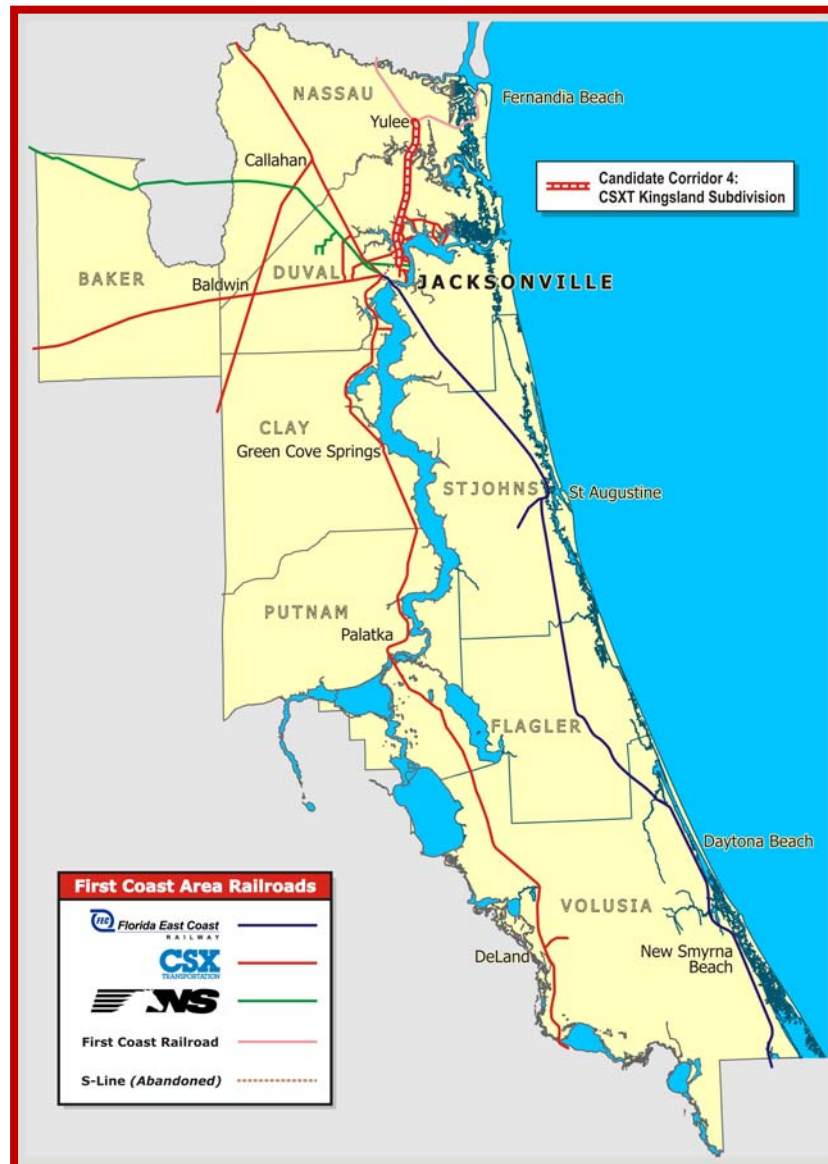 NASSAU
Fernandia Beach
Yulee
Callahan
Candidate Corridor 4:
CSXT Kingsland Subdivision
BAKER
DUVAL
Baldwin
JACKSONVILLE
CLAY
Green Cove Springs
STJOHNS
St Augustine
PUTNAM
Palatka
FLAGLER
Daytona Beach
VOLUSIA
New Smyrna
Beach
DeLand
First Coast Area Railroads
FEC Florida East Coast
RAILWAY
CSX
TRANSPORTATION
NS
First Coast Railroad
S-Line (Abandoned)